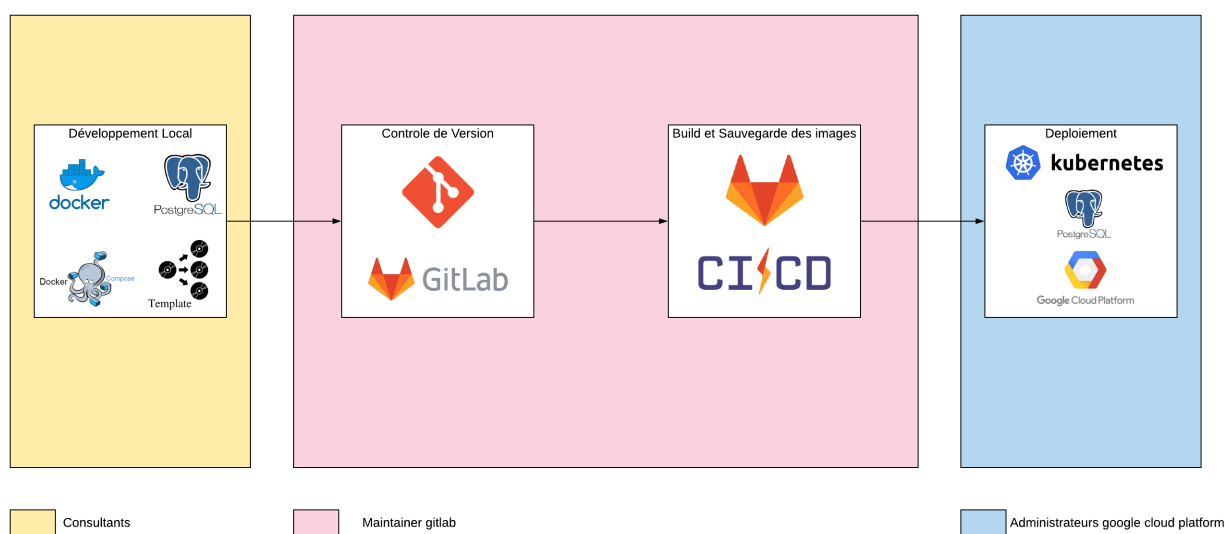 Développement Local
docker
PostgreSQL
Docker
Compose
Template
Controle de Version
GitLab
Build et Sauvegarde des images
CI/CD
Deploiement
kubernetes
PostgreSQL
Google Cloud Platform
Consultants
Maintainer gitlab
Administrateurs google cloud platform